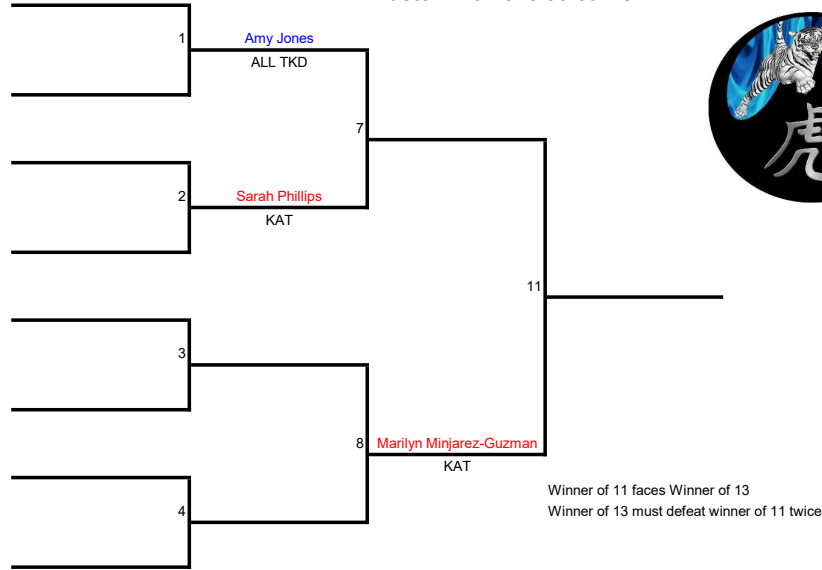 1
Amy Jones
ALL TKD
7
2
Sarah Phillips
KAT
11
3
8
Marilyn Minjarez-Guzman
KAT
4
Winner of 11 faces Winner of 13
Winner of 13 must defeat winner of 11 twice
虎